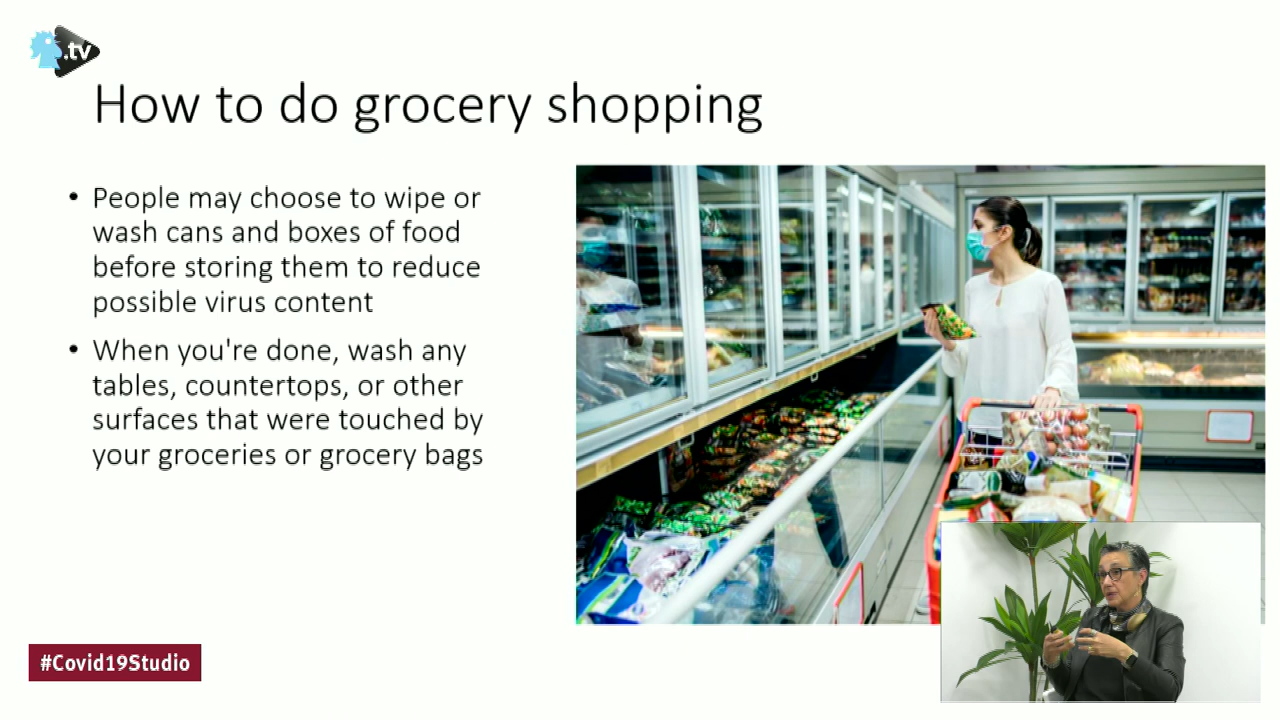 .tv
How to do grocery shopping
• People may choose to wipe or
wash cans and boxes of food
before storing them to reduce
possible virus content
• When you're done, wash any
tables, countertops, or other
surfaces that were touched by
your groceries or grocery bags
#Covid19Studio